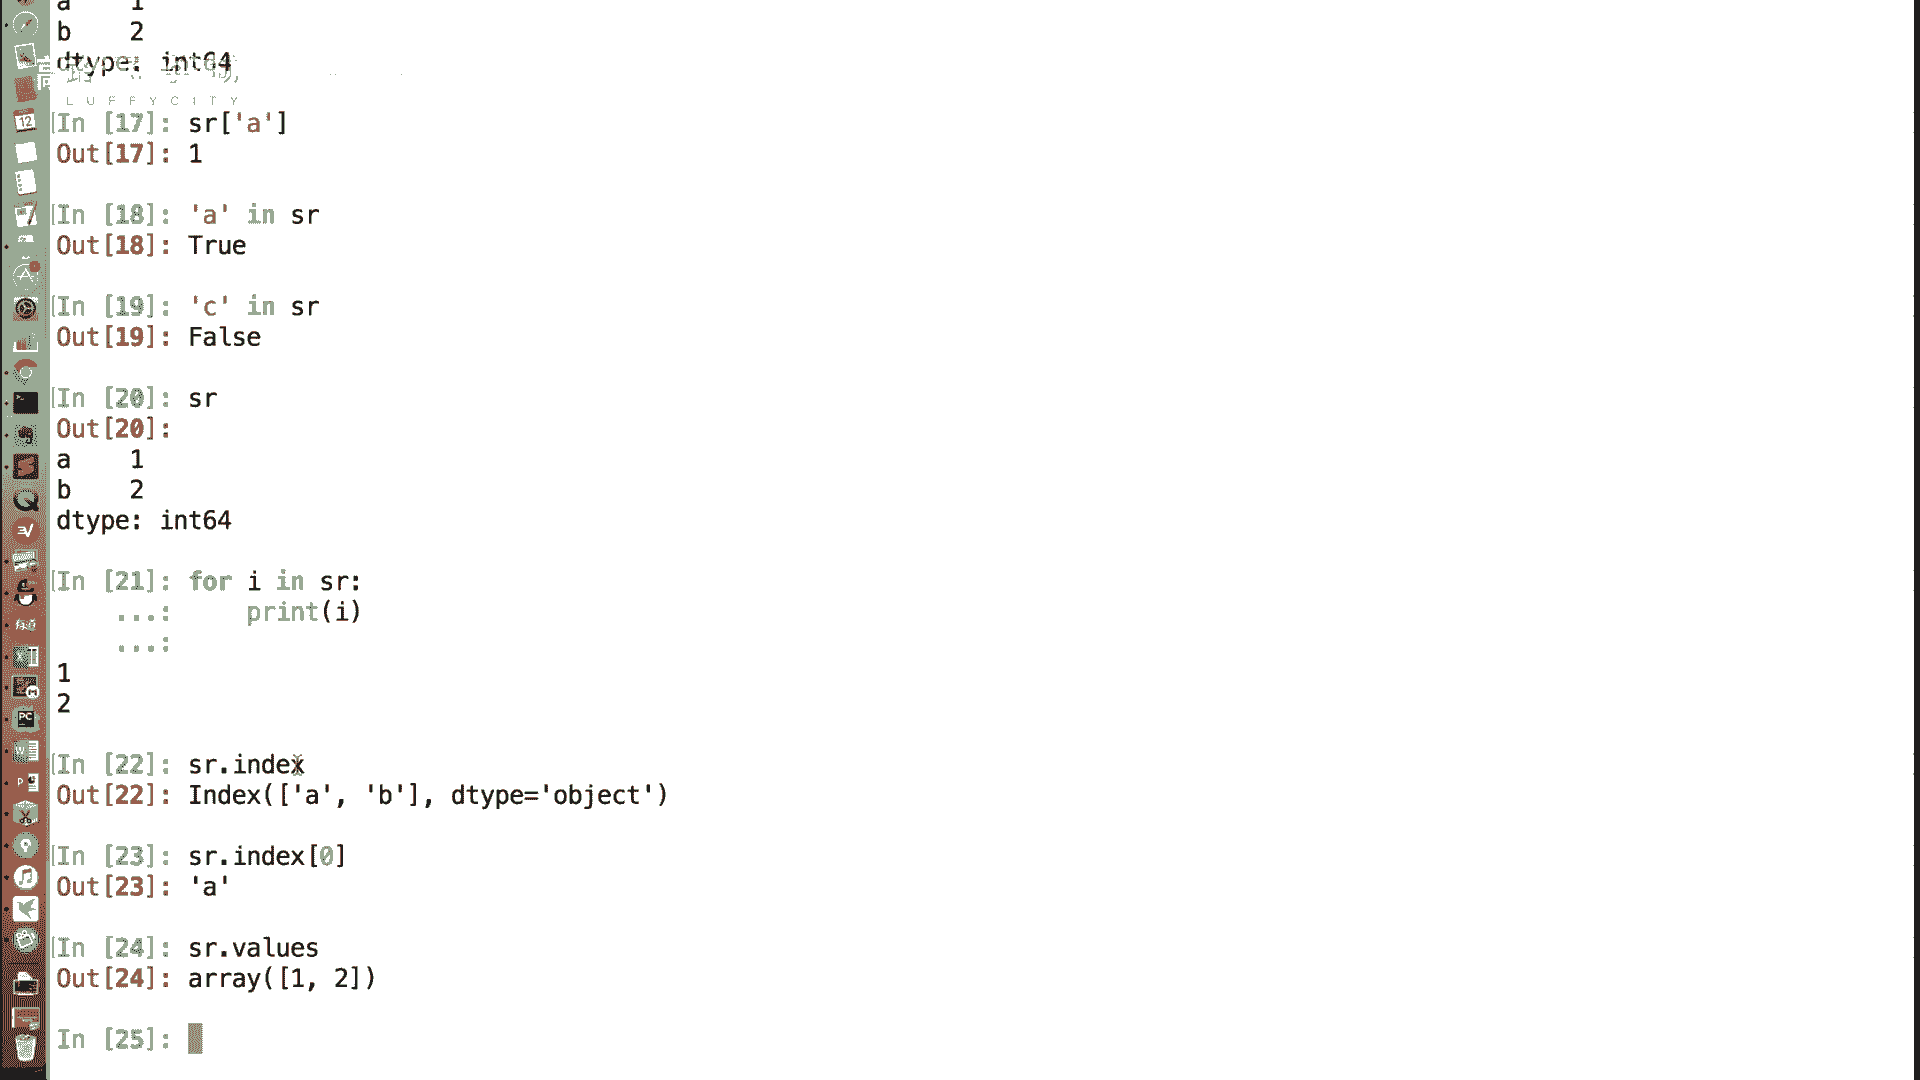 a    1
b    2
dtype: int64
LUFFYCITY
In [17]: sr['a']
Out[17]: 1
In [18]: 'a' in sr
Out[18]: True
In [19]: 'c' in sr
Out[19]: False
In [20]: sr
Out[20]:
a    1
b    2
dtype: int64
In [21]: for i in sr:
    ...:     print(i)
    ...:
1
2
In [22]: sr.index
Out[22]: Index(['a', 'b'], dtype='object')
In [23]: sr.index[0]
Out[23]: 'a'
In [24]: sr.values
Out[24]: array([1, 2])
In [25]:
12
PC